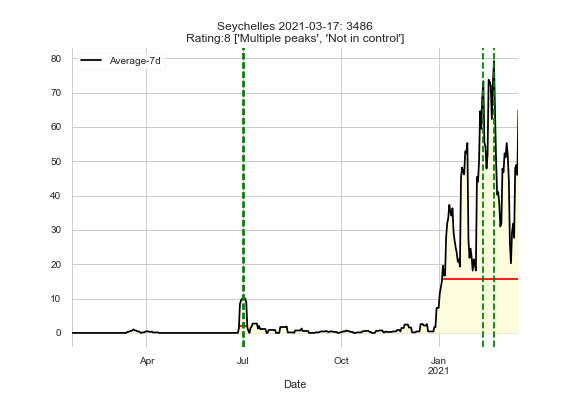 Seychelles 2021-03-17: 3486
Rating:8 ['Multiple peaks', 'Not in control']
Average-7d
80
70
60
50
40
30
20
10
0
Apr
Jul
Oct
Jan
2021
Date